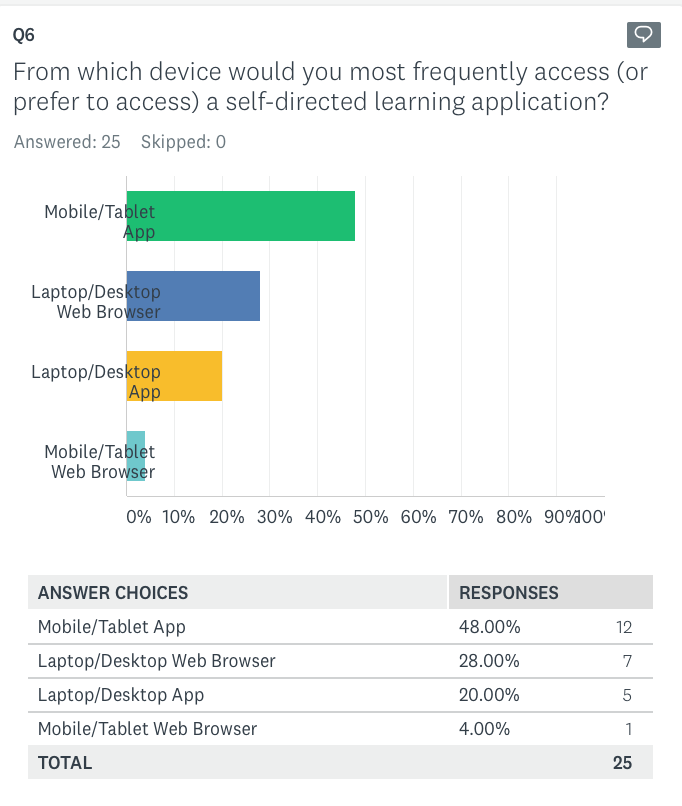 Q6
From which device would you most frequently access (or
prefer to access) a self-directed learning application?
Answered: 25 Skipped: 0
Mobile/Tablet
App
Laptop/Desktop
Web Browser
Laptop/Desktop
App
Mobile/Tablet
Web Browser
0% 10% 20% 30% 40% 50% 60% 70% 80% 90% 100%
ANSWER CHOICES RESPONSES
Mobile/Tablet App 48.00% 12
Laptop/Desktop Web Browser 28.00% 7
Laptop/Desktop App 20.00% 5
Mobile/Tablet Web Browser 4.00% 1
TOTAL 25